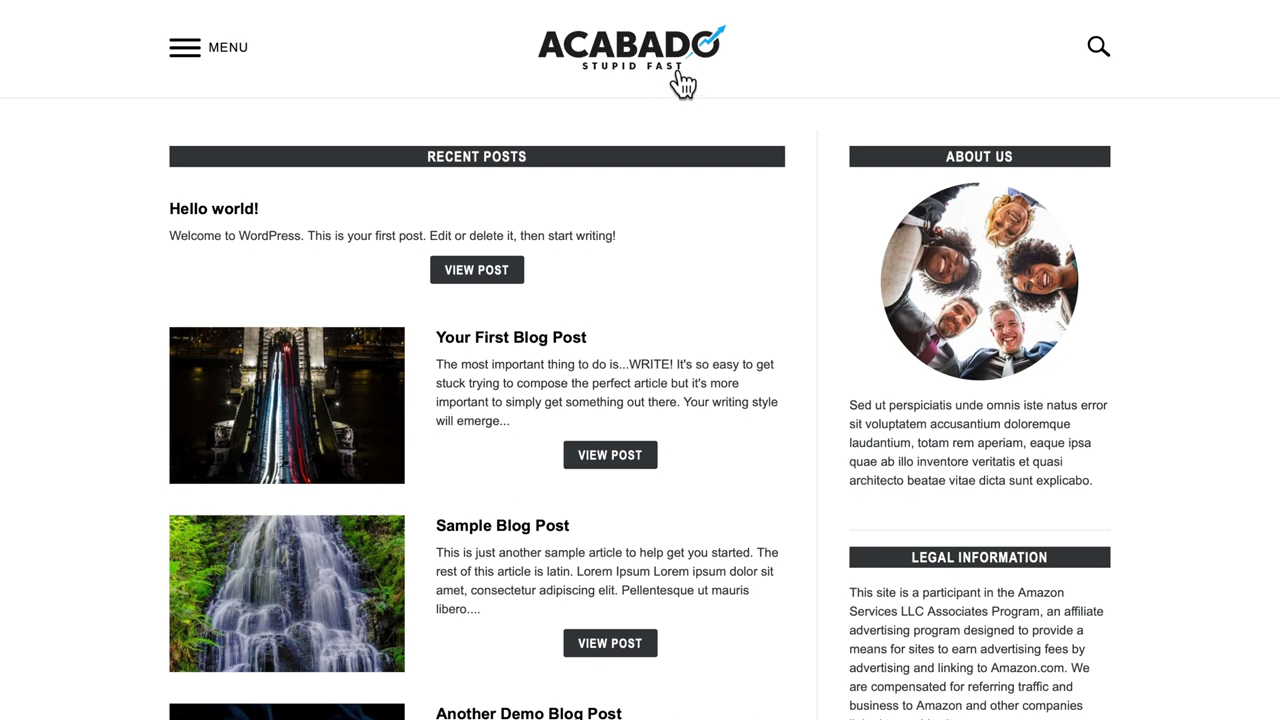 MENU
ACABADO
STUPID FAST
RECENT POSTS
Hello world!
Welcome to WordPress. This is your first post. Edit or delete it, then start writing!
VIEW POST
Your First Blog Post
The most important thing to do is...WRITE! It's so easy to get
stuck trying to compose the perfect article but it's more
important to simply get something out there. Your writing style
will emerge...
VIEW POST
Sample Blog Post
This is just another sample article to help get you started. The
rest of this article is latin. Lorem Ipsum Lorem ipsum dolor sit
amet, consectetur adipiscing elit. Pellentesque ut mauris
libero....
VIEW POST
Another Demo Blog Post
ABOUT US
Sed ut perspiciatis unde omnis iste natus error
sit voluptatem accusantium doloremque
laudantium, totam rem aperiam, eaque ipsa
quae ab illo inventore veritatis et quasi
architecto beatae vitae dicta sunt explicabo.
LEGAL INFORMATION
This site is a participant in the Amazon
Services LLC Associates Program, an affiliate
advertising program designed to provide a
means for sites to earn advertising fees by
advertising and linking to Amazon.com. We
are compensated for referring traffic and
business to Amazon and other companies